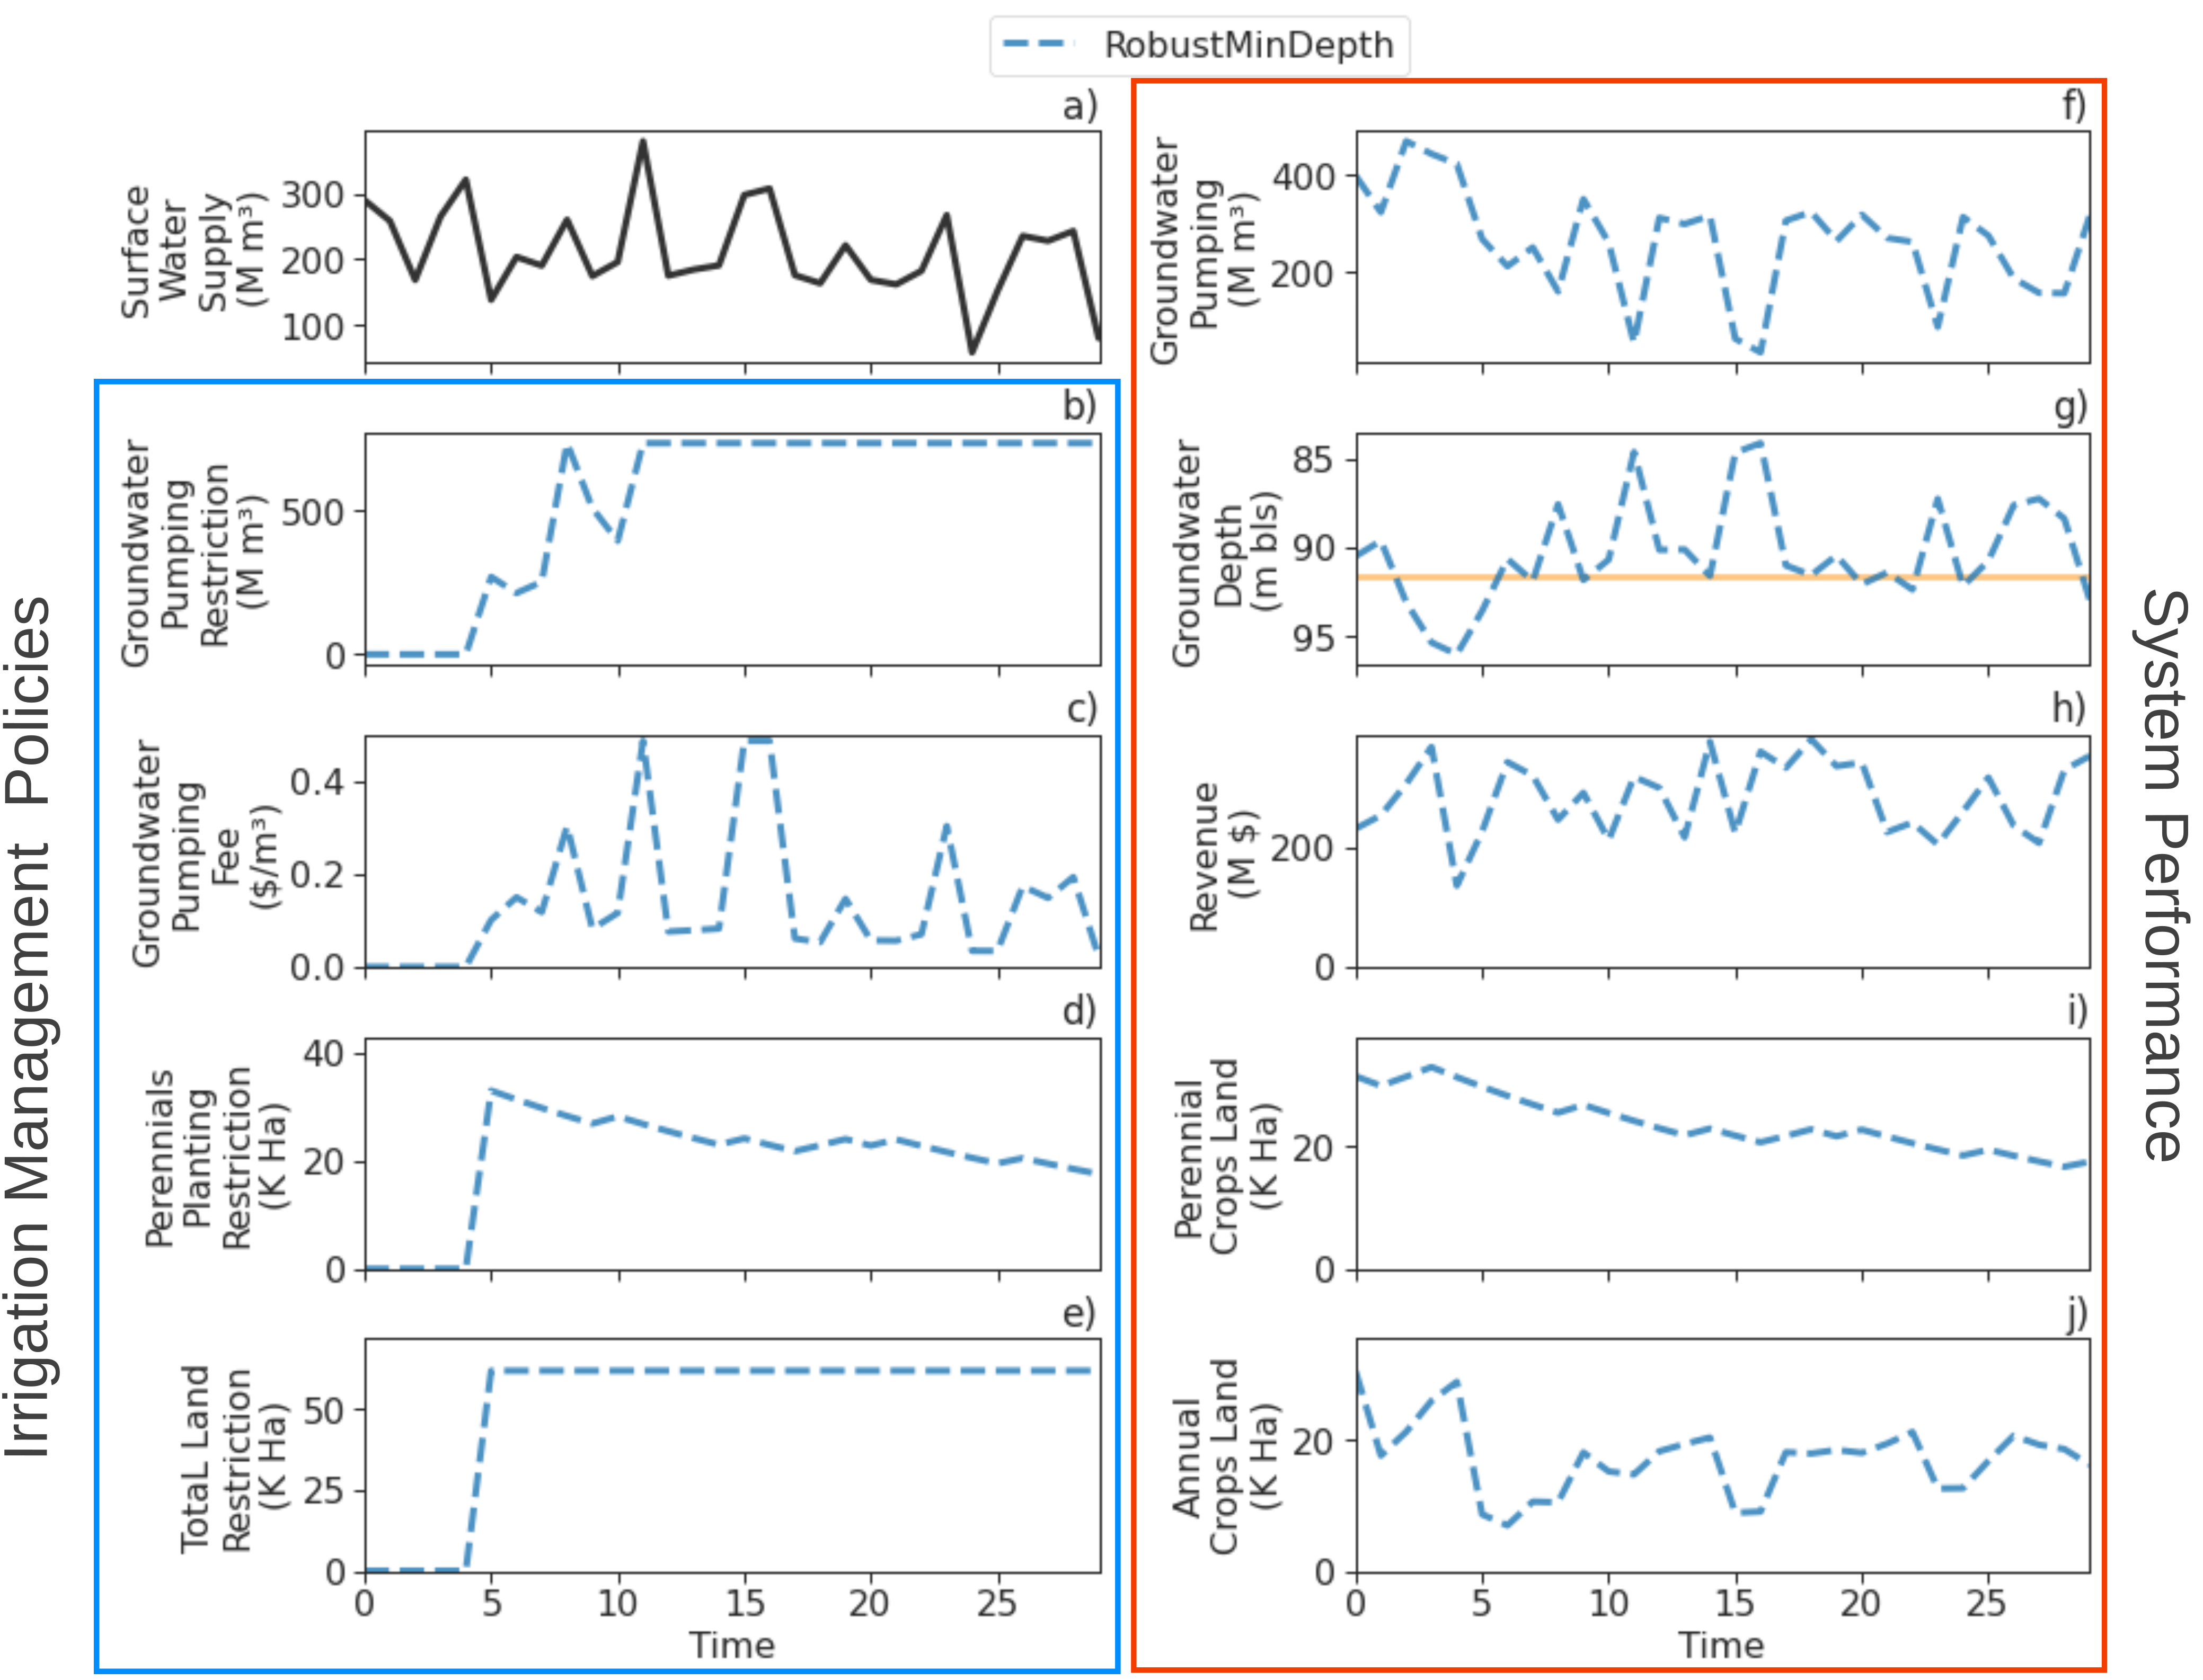 RobustMinDepth
Irrigation Management Policies
a)
Surface
Water
Supply
(M m³)
300
200
100
b)
Groundwater
Pumping
Restriction
(M m³)
500
0
c)
Groundwater
Pumping
Fee
($/m³)
0.4
0.2
0.0
d)
Perennials
Planting
Restriction
(K Ha)
40
20
0
e)
TotaL Land
Restriction
(K Ha)
50
25
0
0 5 10 15 20 25
Time
f)
Groundwater
Pumping
(M m³)
400
200
g)
Groundwater
Depth
(m bls)
85
90
95
h)
Revenue
(M $)
200
0
i)
Perennial
Crops Land
(K Ha)
20
0
j)
Annual
Crops Land
(K Ha)
20
0
0 5 10 15 20 25
Time
System Performance